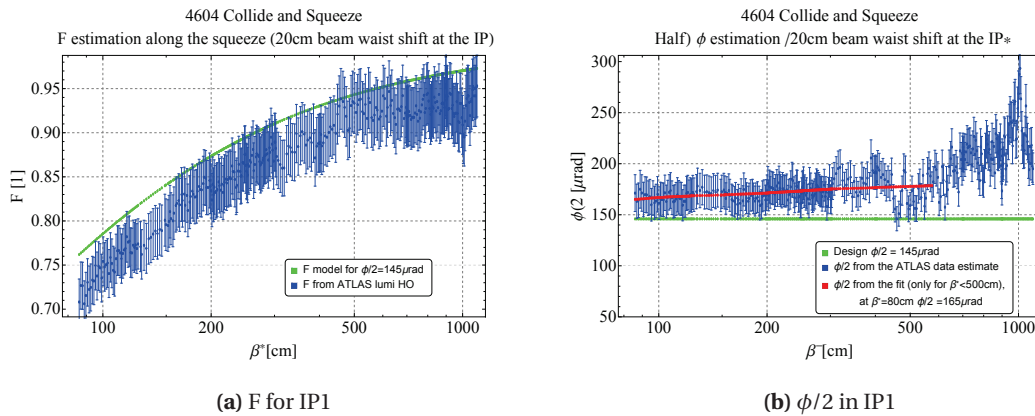 4604 Collide and Squeeze
F estimation along the squeeze (20cm beam waist shift at the IP)
0.95
0.90
0.85
0.80
0.75
0.70
F [1]
F model for ϕ/2=145μrad
F from ATLAS lumi HO
100
200
500
1000
β*[cm]
(a) F for IP1
4604 Collide and Squeeze
Half) ϕ estimation /20cm beam waist shift at the IP*
300
250
200
150
100
50
ϕ(2 [μrad]
Design ϕ/2 = 145
ϕ/2 from the ATLAS data estimate
ϕ/2 from the fit (only for β*<500cm),
at β*=80cm ϕ/2 =165μrad
100
200
500
1000
β‾[cm]
(b) ϕ/2 in IP1